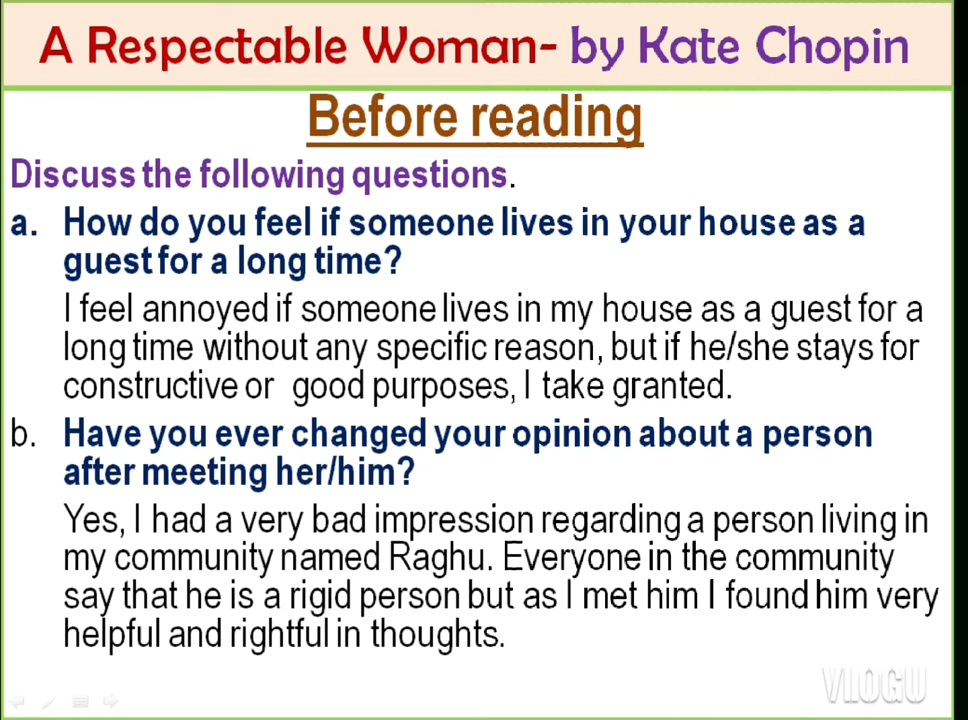 A Respectable Woman- by Kate Chopin
Before reading
Discuss the following questions.
a. How do you feel if someone lives in your house as a
guest for a long time?
I feel annoyed if someone lives in my house as a guest for a
long time without any specific reason, but if he/she stays for
constructive or good purposes, I take granted.
b. Have you ever changed your opinion about a person
after meeting her/him?
Yes, I had a very bad impression regarding a person living in
my community named Raghu. Everyone in the community
say that he is a rigid person but as I met him I found him very
helpful and rightful in thoughts.
VLOGU